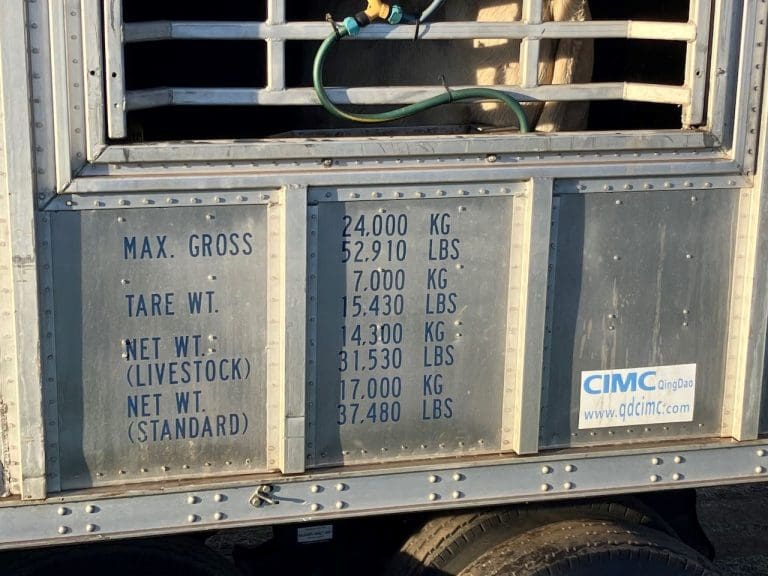 MAX. GROSS 24,000 KG
52,910 LBS
TARE WT. 7,000 KG
15,430 LBS
NET WT. 14,300 KG
(LIVESTOCK) 31,530 LBS
NET WT. 17,000 KG
(STANDARD) 37,480 LBS
CIMC QingDao
www.qdcimc.com